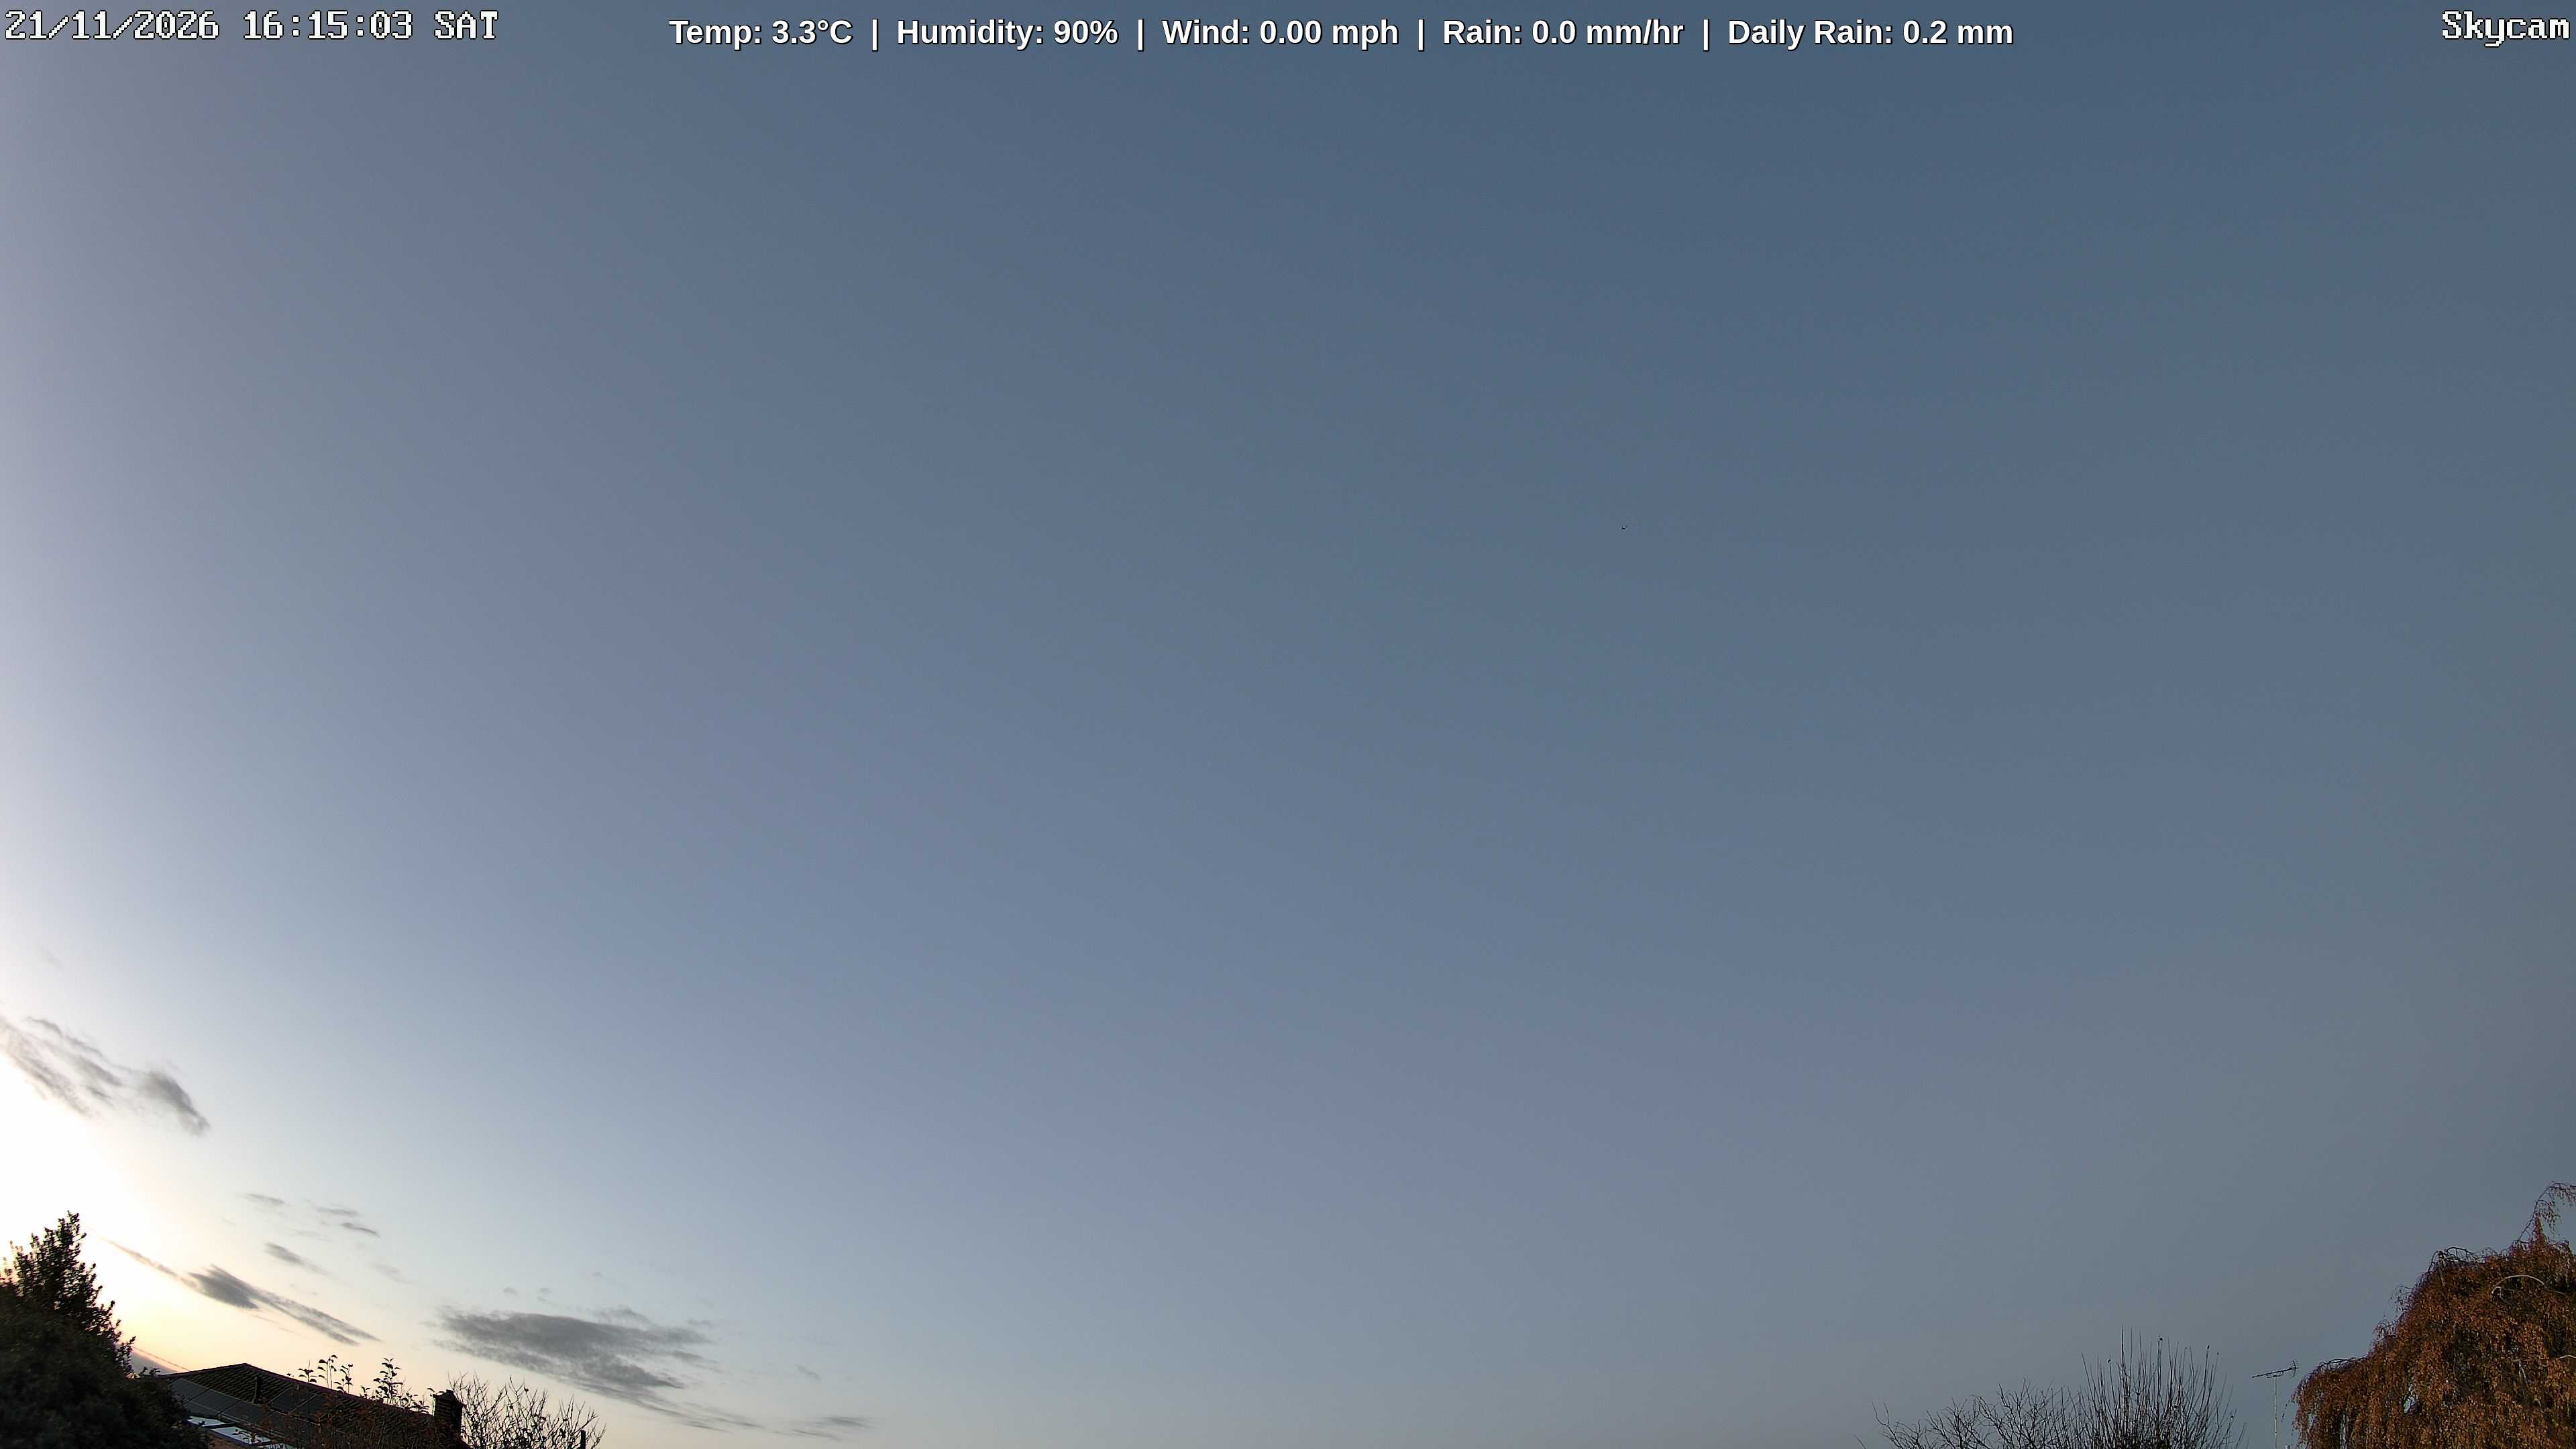 21/11/2026 16:15:03 SAT
Temp: 3.3°C | Humidity: 90% | Wind: 0.00 mph | Rain: 0.0 mm/hr | Daily Rain: 0.2 mm
Skycam